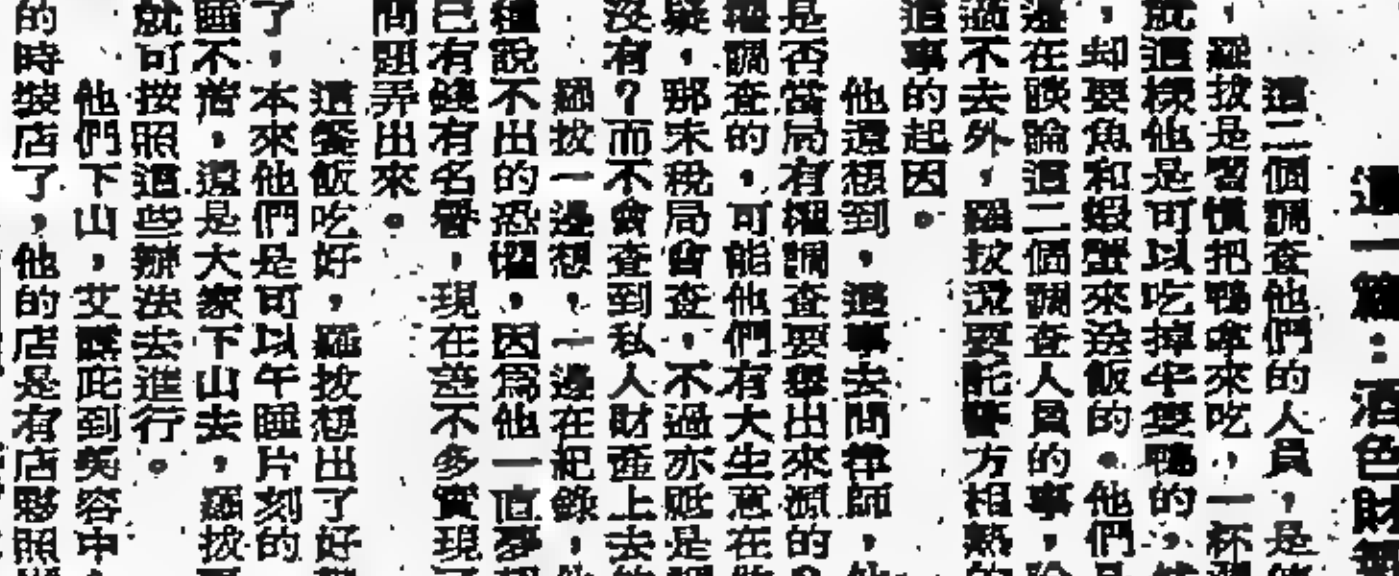 這一篇：酒色財
這二個調查他們的人員，是
，羅拔是習慣把鴨拿來吃，一杯
就這樣他是可以吃掉半隻鴨的，
，却要魚和蝦蟹來送飯的。他們
還在談論這二個調查人員的事，
過不去外，羅拔還要託 方相熟的
這事的起因。
他還想到，這事去問律師，
是否當局有權調查要舉出來源的？
權調查的，可能他們有大生意在
疑，那末稅局會查，不過亦祗是
沒有？而不會查到私人財產上去
羅拔一邊想，一邊在紀錄，
種說不出的恐懼，因爲他一直夢
已有錢有名譽，現在差不多實現了
問題弄出來。
這餐飯吃好，羅拔想出了好
了，本來他們是可以午睡片刻的
睡不着，還是大家下山去，羅拔
就可按照這些辦法去進行。
他們下山，艾 到美容中
的時裝店了，他的店是有店夥照